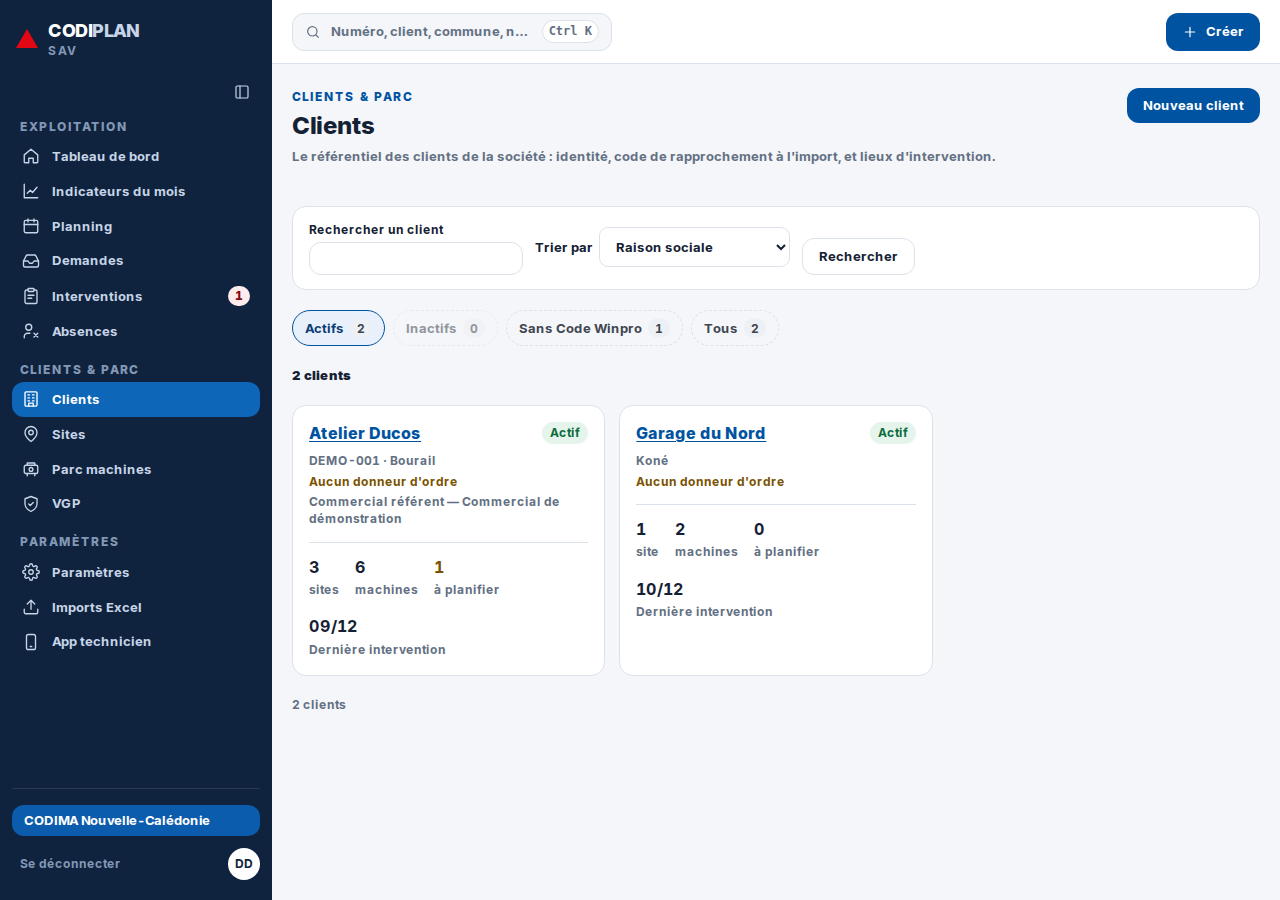 CODIPLAN
SAV
EXPLOITATION
Tableau de bord
Indicateurs du mois
Planning
Demandes
Interventions 1
Absences
CLIENTS & PARC
Clients
Sites
Parc machines
VGP
PARAMÈTRES
Paramètres
Imports Excel
App technicien
CODIMA Nouvelle-Calédonie
Se déconnecter DD
Numéro, client, commune, n... Ctrl K
Créer
CLIENTS & PARC
Clients
Le référentiel des clients de la société : identité, code de rapprochement à l'import, et lieux d'intervention.
Nouveau client
Rechercher un client
Trier par Raison sociale
Rechercher
Actifs 2 Inactifs 0 Sans Code Winpro 1 Tous 2
2 clients
Atelier Ducos Actif
DEMO-001 · Bourail
Aucun donneur d'ordre
Commercial référent — Commercial de
démonstration
3 6 1
sites machines à planifier
09/12
Dernière intervention
Garage du Nord Actif
Koné
Aucun donneur d'ordre
1 2 0
site machines à planifier
10/12
Dernière intervention
2 clients